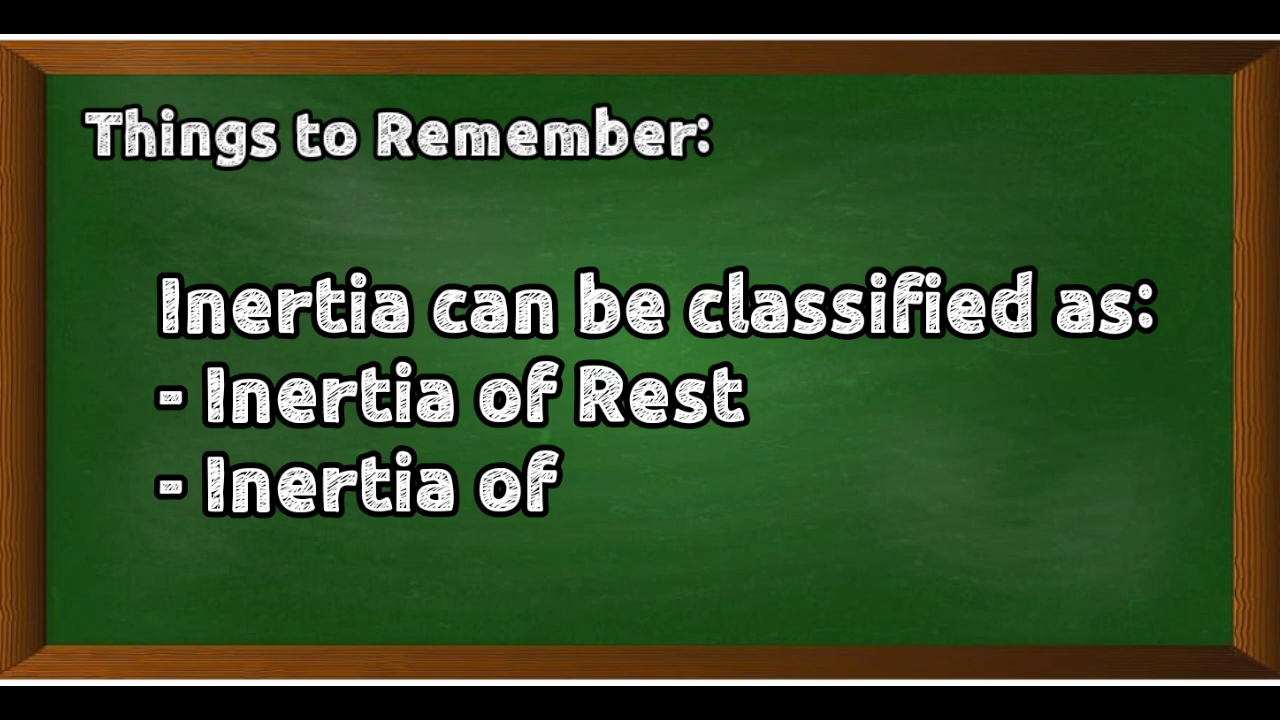 Things to Remember:
Inertia can be classified as:
- Inertia of Rest
- Inertia of